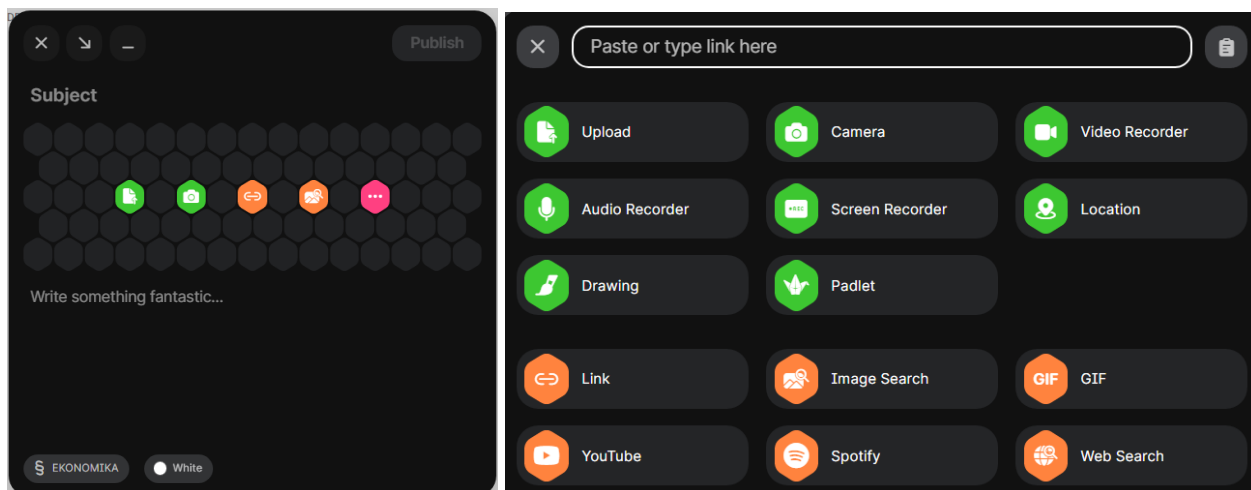 Publish
Subject
Write something fantastic...
§ EKONOMIKA
White
Paste or type link here
Upload
Camera
Video Recorder
Audio Recorder
Screen Recorder
Location
Drawing
Padlet
Link
Image Search
GIF
GIF
YouTube
Spotify
Web Search